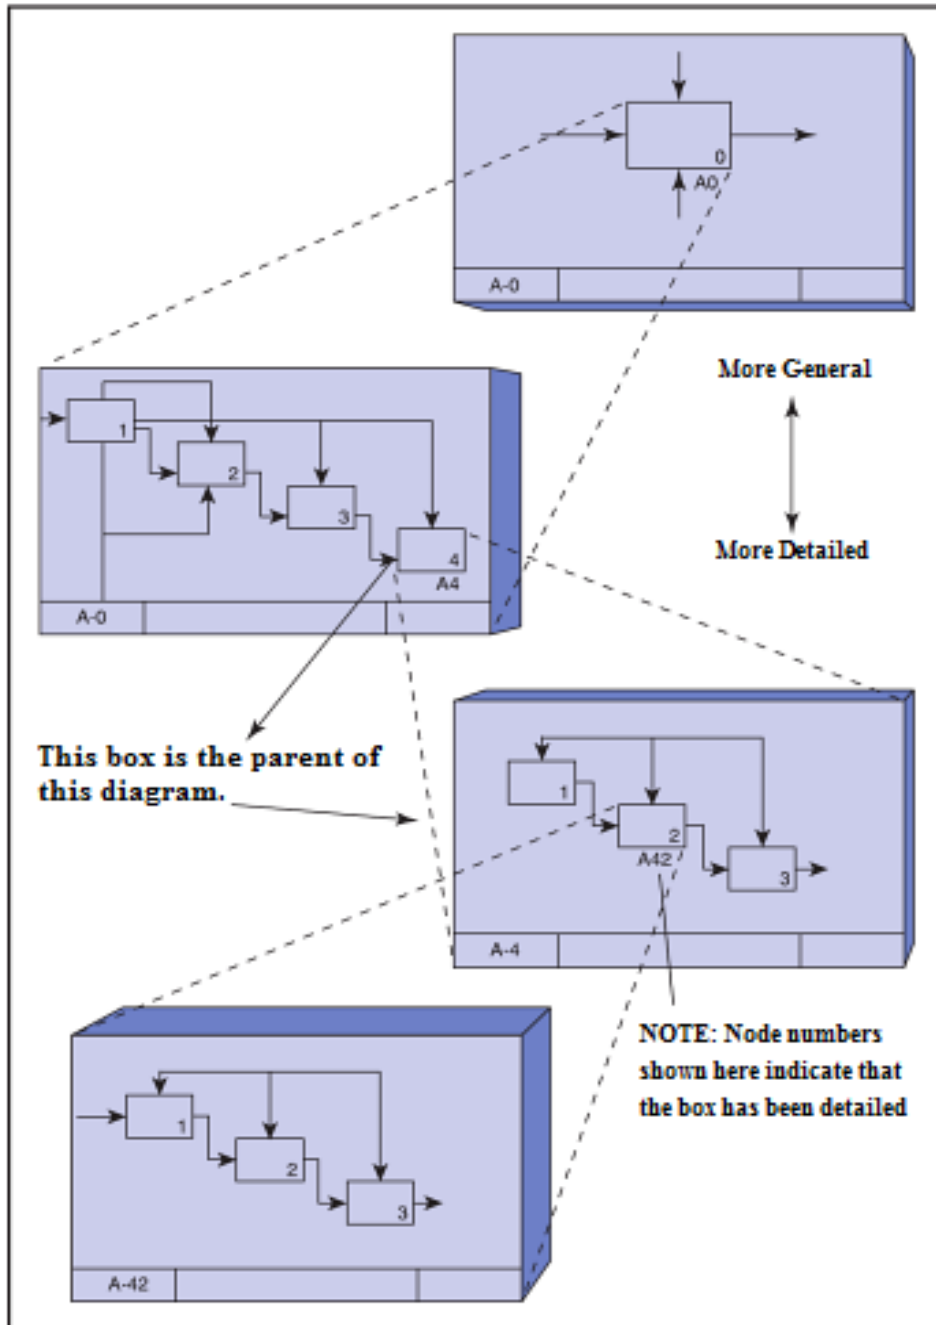 0
A0
A-0
More General
More Detailed
1
2
3
4
A4
A-0
This box is the parent of
this diagram.
1
2
A42
3
A-4
NOTE: Node numbers
shown here indicate that
the box has been detailed
1
2
3
A-42